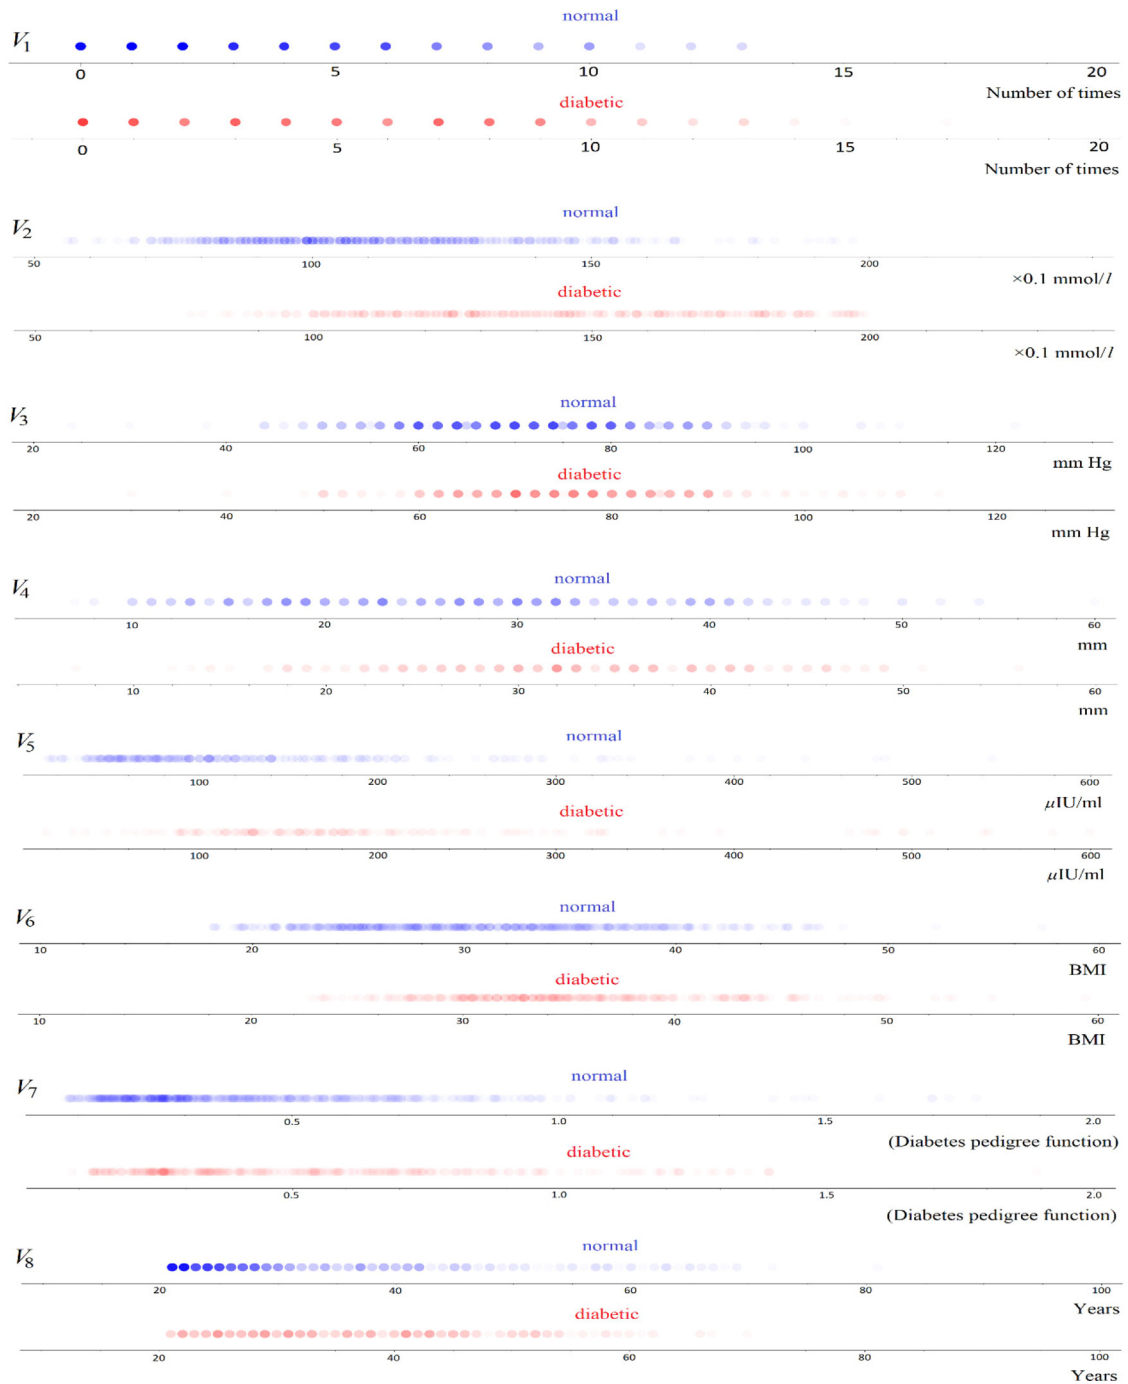 normal
V1
0 5 10 15 20
Number of times
diabetic
0 5 10 15 20
Number of times
normal
V2
50 100 150 200
×0.1 mmol/l
diabetic
50 100 150 200
×0.1 mmol/l
normal
V3
20 40 60 80 100 120
mm Hg
diabetic
20 40 60 80 100 120
mm Hg
normal
V4
10 20 30 40 50 60
mm
diabetic
10 20 30 40 50 60
mm
normal
V5
100 200 300 400 500 600
μIU/ml
diabetic
100 200 300 400 500 600
μIU/ml
normal
V6
10 20 30 40 50 60
BMI
diabetic
10 20 30 40 50 60
BMI
normal
V7
0.5 1.0 1.5 2.0
(Diabetes pedigree function)
diabetic
0.5 1.0 1.5 2.0
(Diabetes pedigree function)
normal
V8
20 40 60 80 100
Years
diabetic
20 40 60 80 100
Years